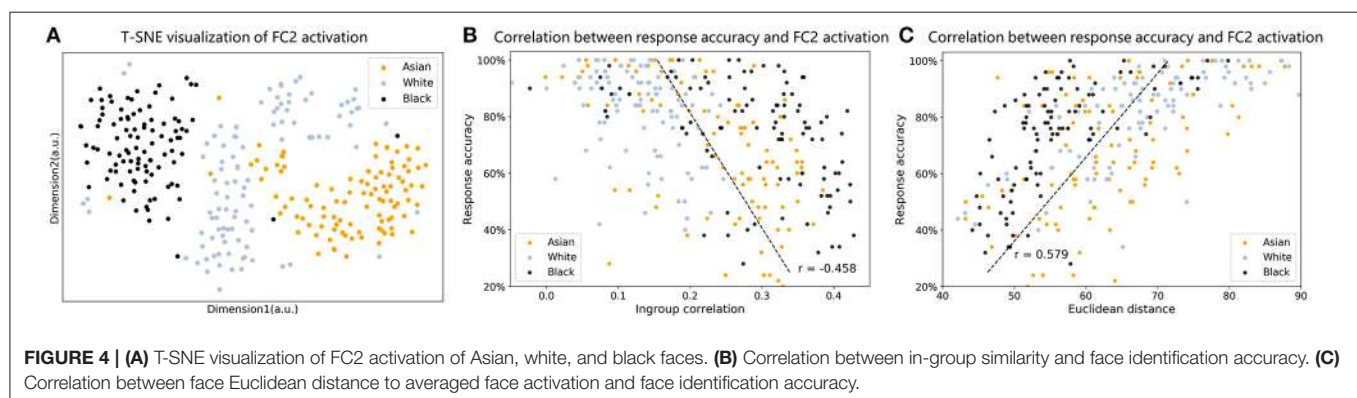 A
T-SNE visualization of FC2 activation
Asian
White
Black
Dimension2(a.u.)
Dimension1(a.u.)
B
Correlation between response accuracy and FC2 activation
100%
80%
60%
40%
20%
Response accuracy
Asian
White
Black
r = -0.458
0.0 0.1 0.2 0.3 0.4
Ingroup correlation
C
Correlation between response accuracy and FC2 activation
100%
80%
60%
40%
20%
Response accuracy
Asian
White
Black
r = 0.579
40 50 60 70 80 90
Euclidean distance
FIGURE 4 | (A) T-SNE visualization of FC2 activation of Asian, white, and black faces. (B) Correlation between in-group similarity and face identification accuracy. (C)
Correlation between face Euclidean distance to averaged face activation and face identification accuracy.